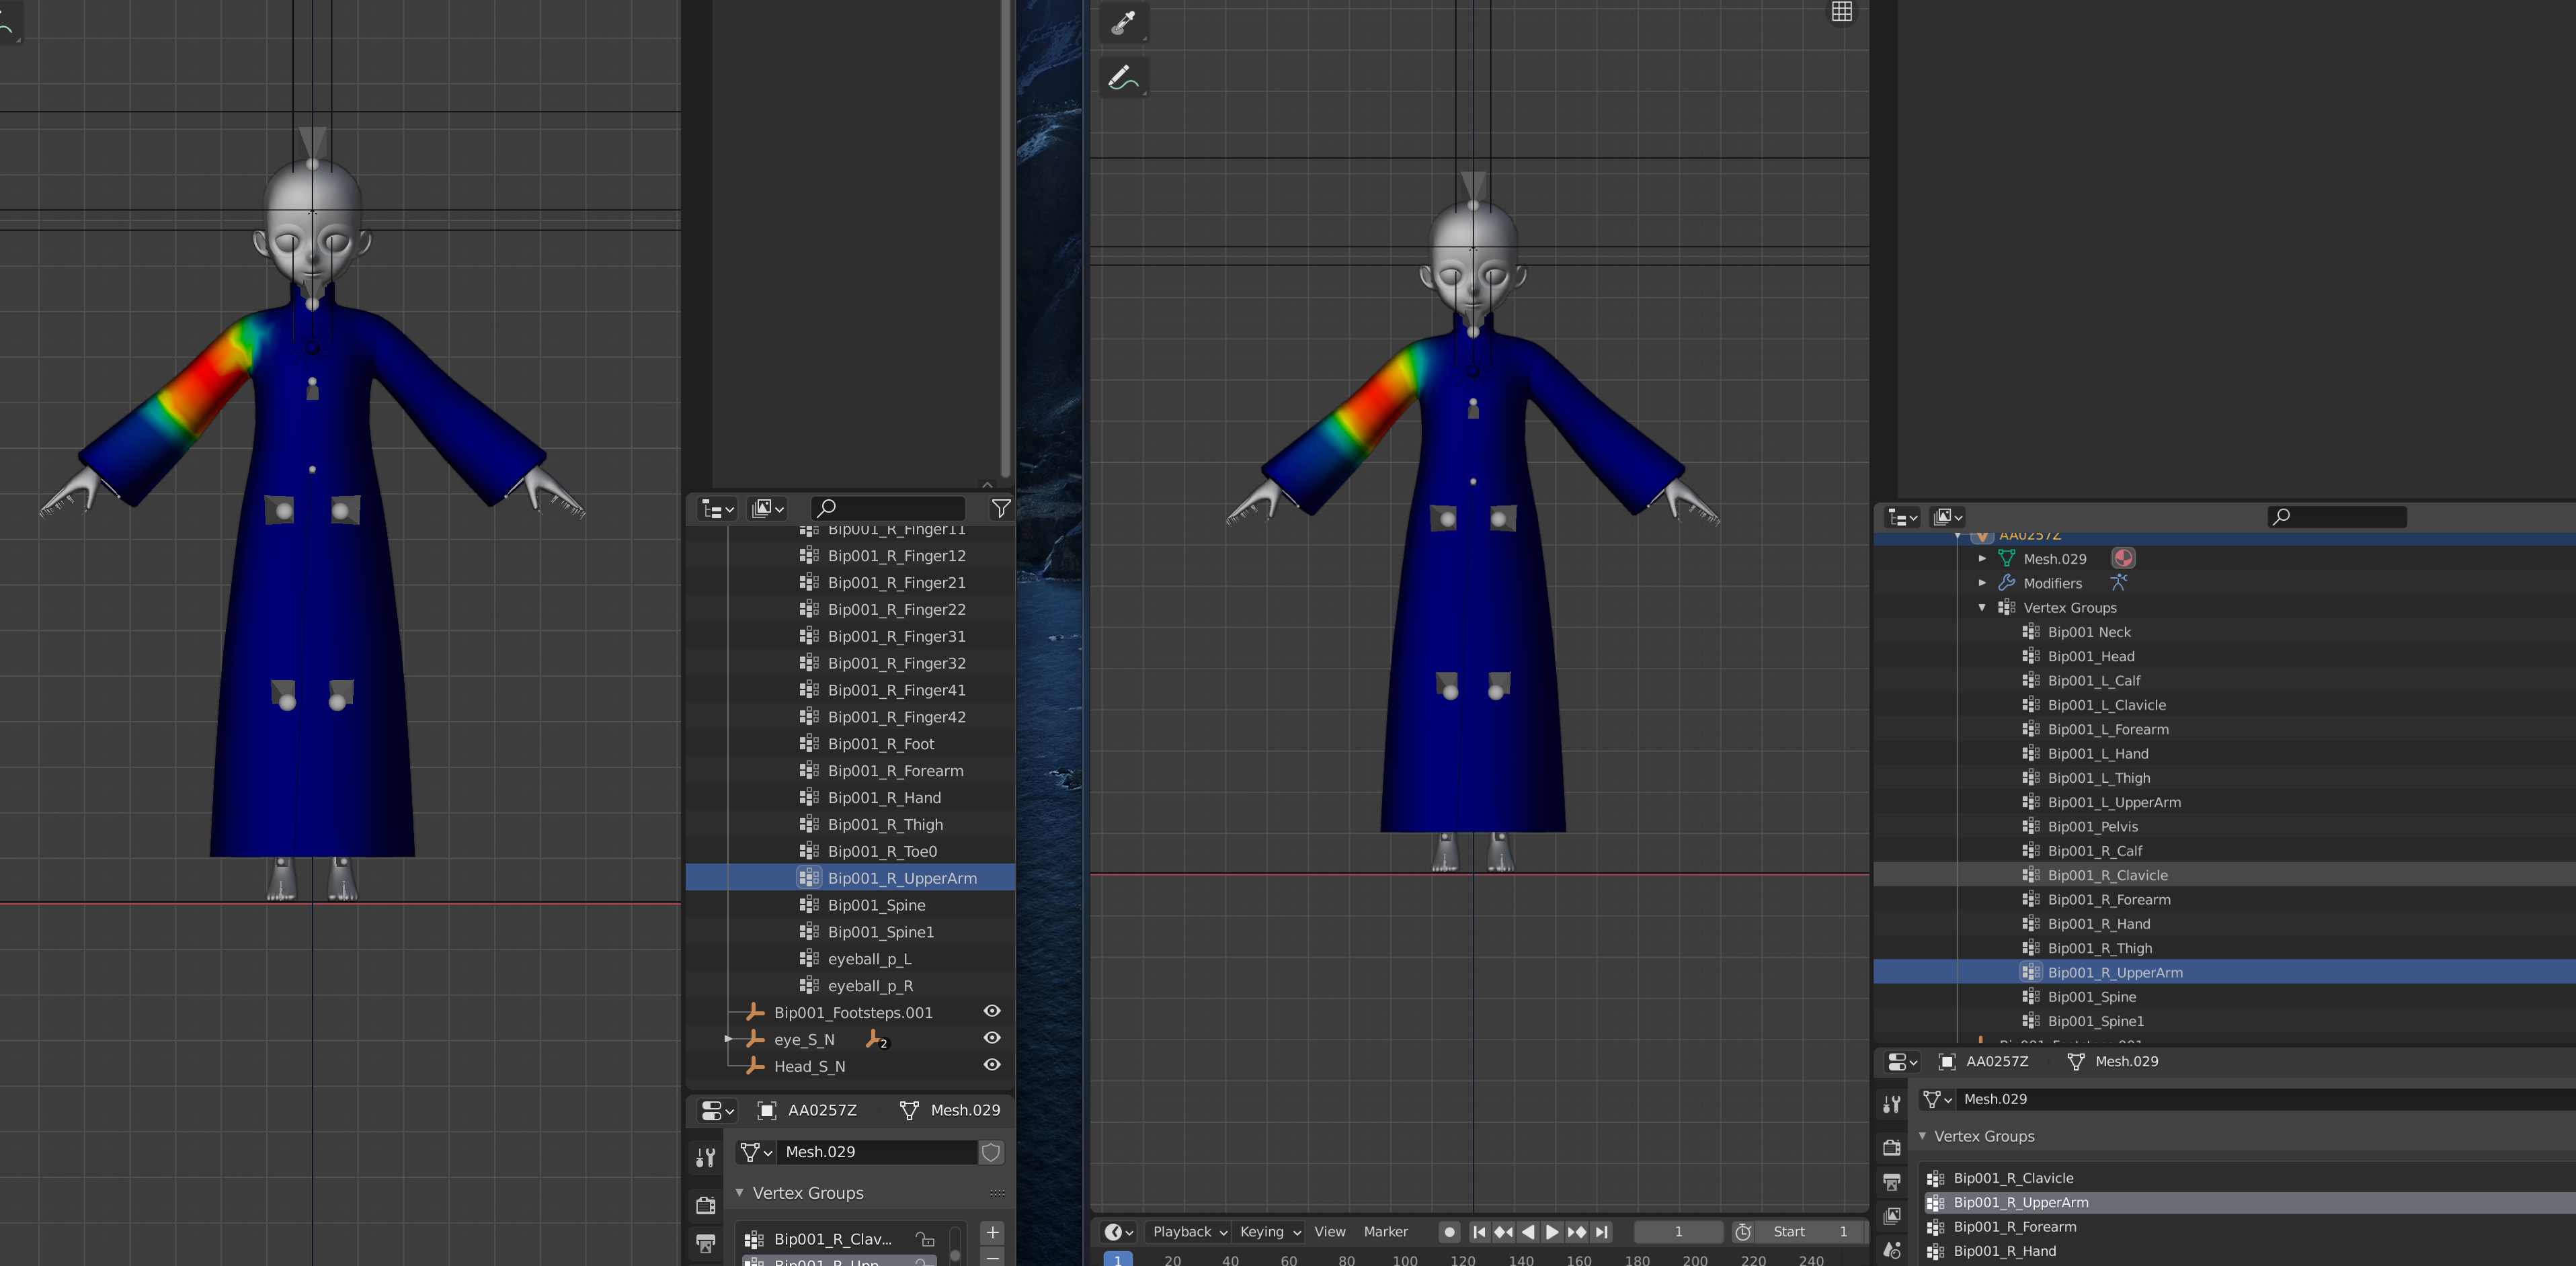 Bip001_R_Finger11
Bip001_R_Finger12
Bip001_R_Finger21
Bip001_R_Finger22
Bip001_R_Finger31
Bip001_R_Finger32
Bip001_R_Finger41
Bip001_R_Finger42
Bip001_R_Foot
Bip001_R_Forearm
Bip001_R_Hand
Bip001_R_Thigh
Bip001_R_Toe0
Bip001_R_UpperArm
Bip001_Spine
Bip001_Spine1
eyeball_p_L
eyeball_p_R
Bip001_Footsteps.001
eye_S_N 2
Head_S_N
AA0257Z Mesh.029
Mesh.029
Vertex Groups
Bip001_R_Clav...
Bip001_R_Upp...
Playback Keying View Marker 1 Start 1
1 20 40 60 80 100 120 140 160 180 200 220 240
AA0257Z
Mesh.029
Modifiers
Vertex Groups
Bip001 Neck
Bip001_Head
Bip001_L_Calf
Bip001_L_Clavicle
Bip001_L_Forearm
Bip001_L_Hand
Bip001_L_Thigh
Bip001_L_UpperArm
Bip001_Pelvis
Bip001_R_Calf
Bip001_R_Clavicle
Bip001_R_Forearm
Bip001_R_Hand
Bip001_R_Thigh
Bip001_R_UpperArm
Bip001_Spine
Bip001_Spine1
Bip001_Footsteps.001
AA0257Z Mesh.029
Mesh.029
Vertex Groups
Bip001_R_Clavicle
Bip001_R_UpperArm
Bip001_R_Forearm
Bip001_R_Hand